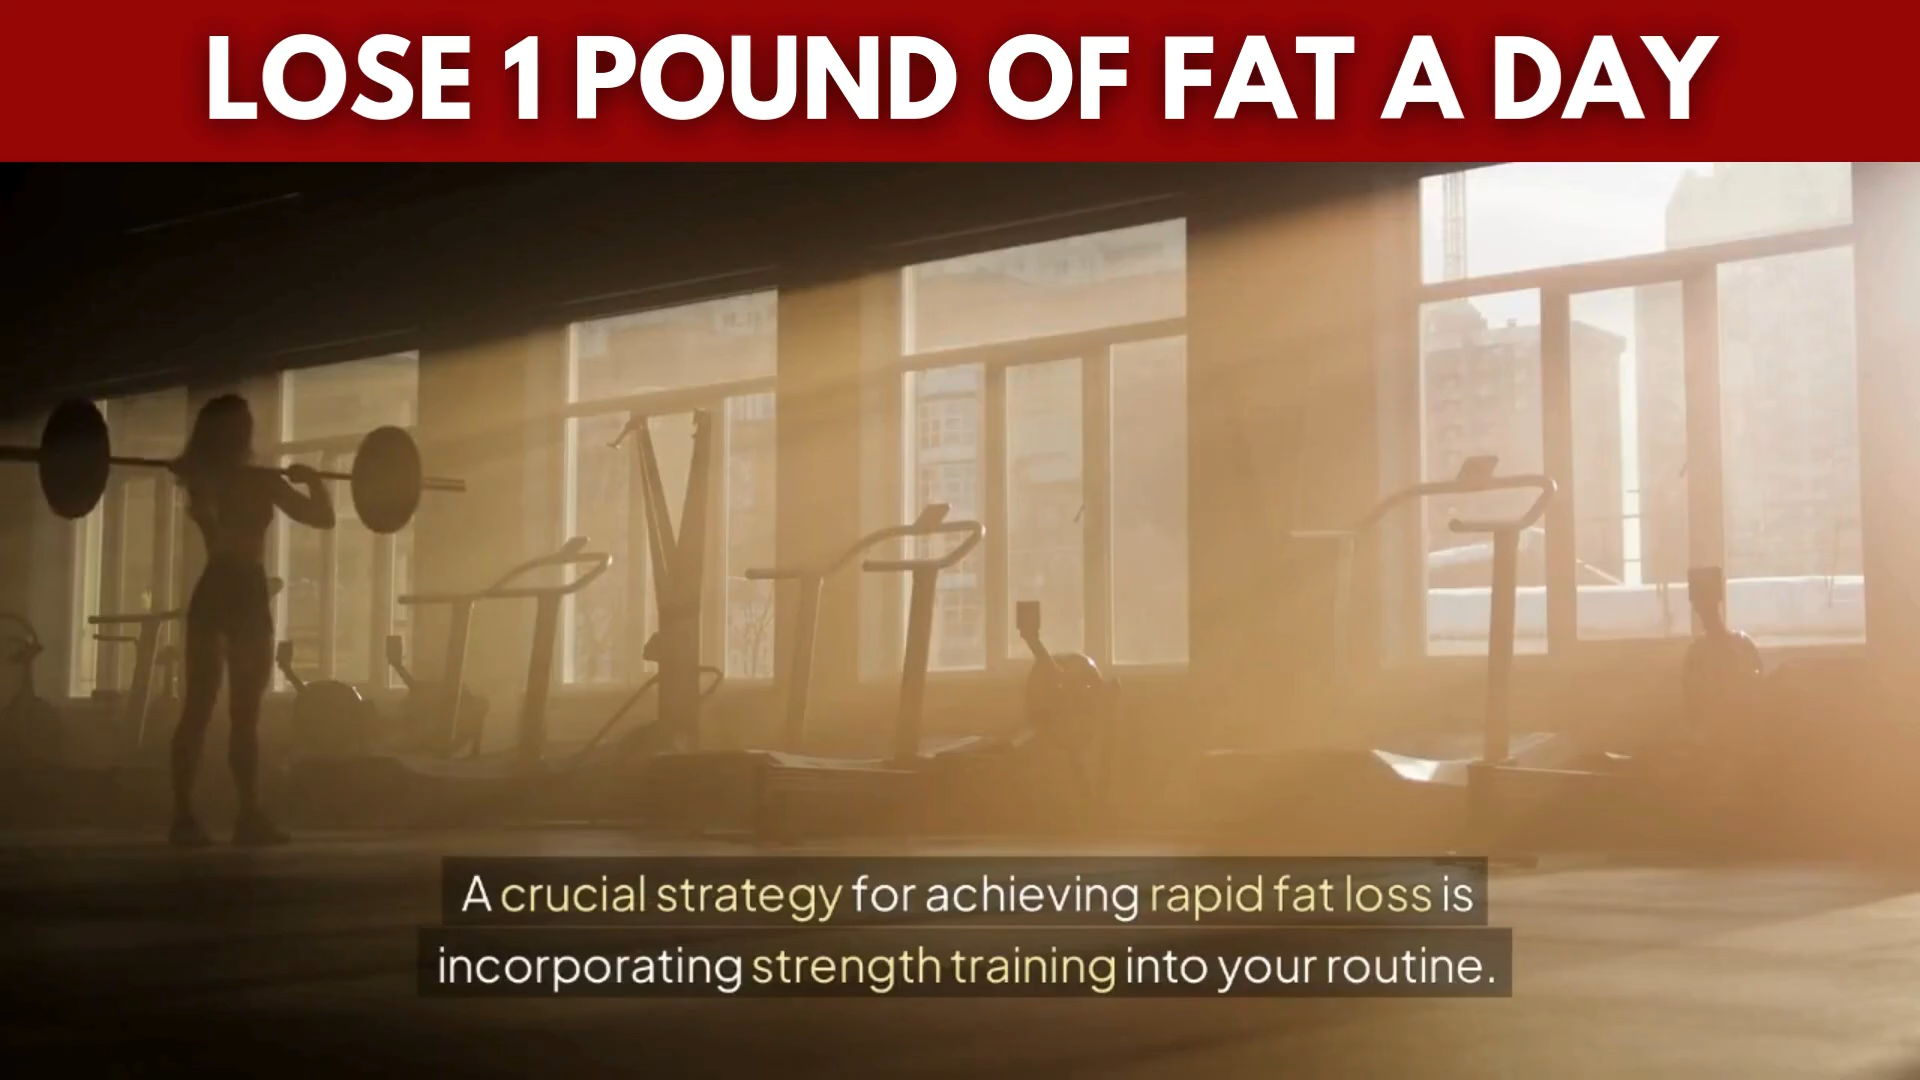 LOSE 1 POUND OF FAT A DAY
A crucial strategy for achieving rapid fat loss is
incorporating strength training into your routine.